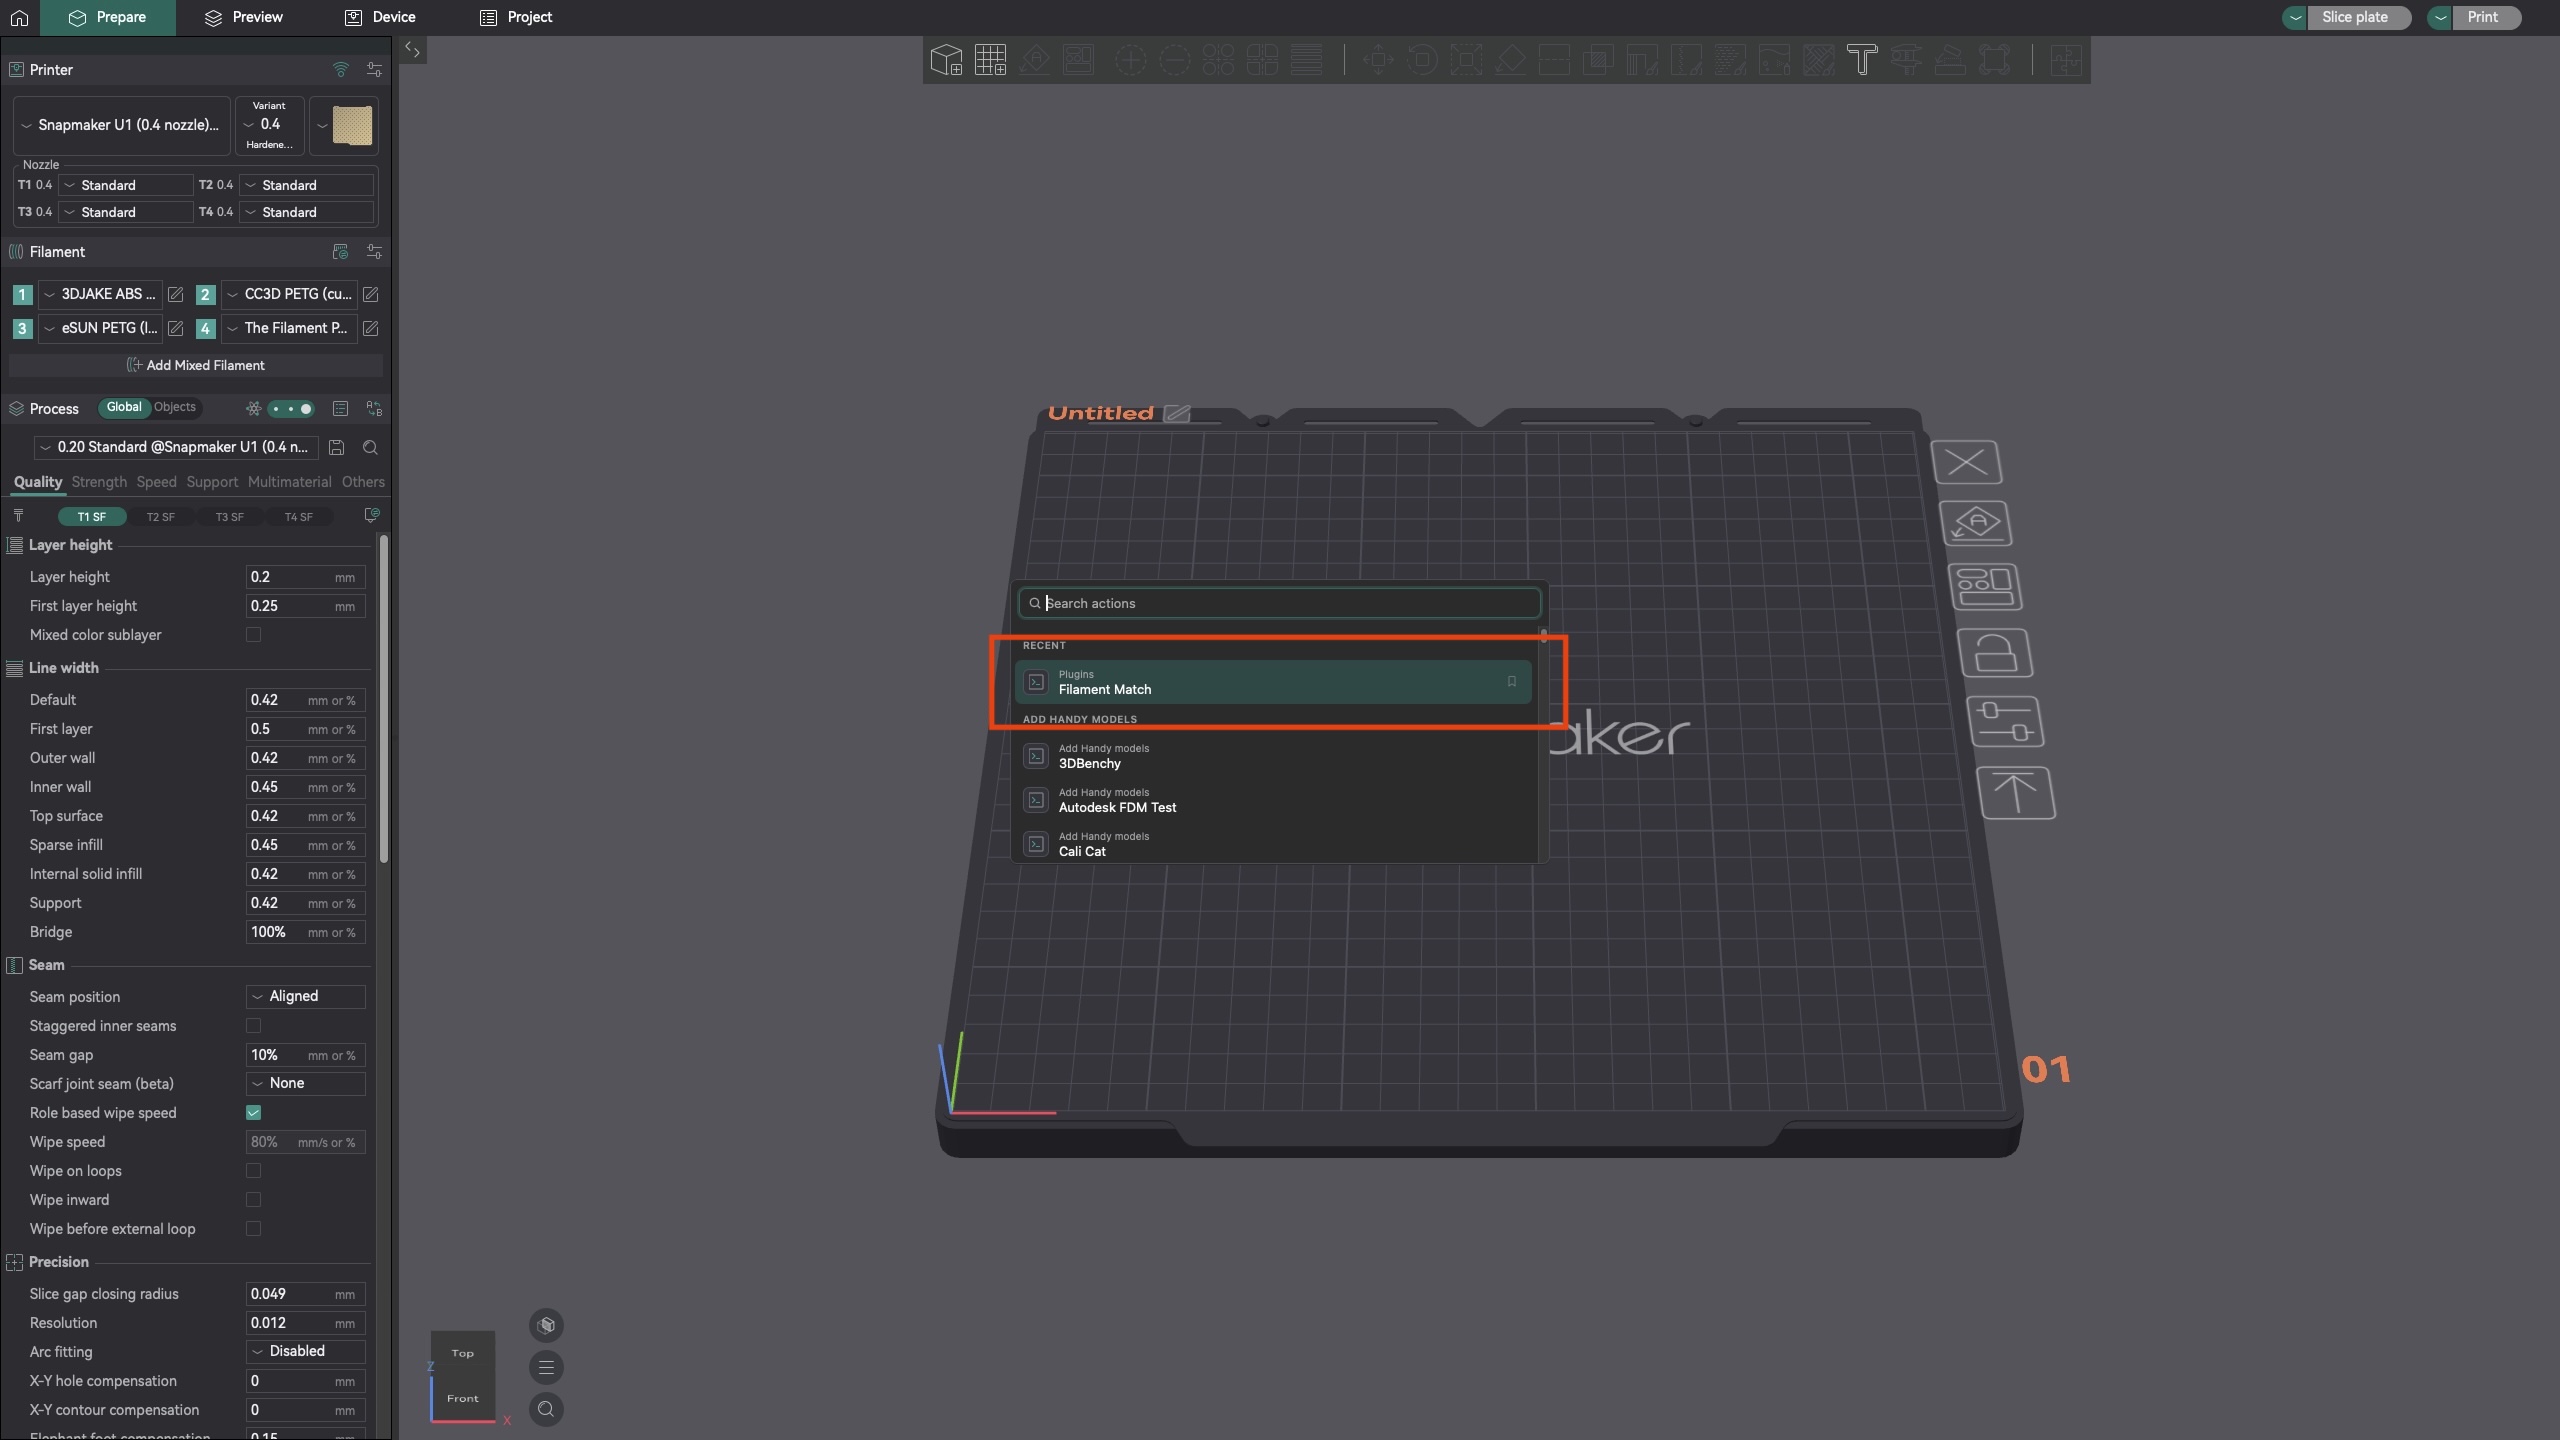 Prepare
Preview
Device
Project
Slice plate
Print
Printer
Snapmaker U1 (0.4 nozzle)...
Variant
0.4
Hardene...
Nozzle
T1 0.4 Standard T2 0.4 Standard
T3 0.4 Standard T4 0.4 Standard
Filament
1 3DJAKE ABS ... 2 CC3D PETG (cu...
3 eSUN PETG (l... 4 The Filament P...
Add Mixed Filament
Process Global Objects
0.20 Standard @Snapmaker U1 (0.4 n...
Quality Strength Speed Support Multimaterial Others
T1 SF T2 SF T3 SF T4 SF
Layer height
Layer height 0.2 mm
First layer height 0.25 mm
Mixed color sublayer
Line width
Default 0.42 mm or %
First layer 0.5 mm or %
Outer wall 0.42 mm or %
Inner wall 0.45 mm or %
Top surface 0.42 mm or %
Sparse infill 0.45 mm or %
Internal solid infill 0.42 mm or %
Support 0.42 mm or %
Bridge 100% mm or %
Seam
Seam position Aligned
Staggered inner seams
Seam gap 10% mm or %
Scarf joint seam (beta) None
Role based wipe speed
Wipe speed 80% mm/s or %
Wipe on loops
Wipe inward
Wipe before external loop
Precision
Slice gap closing radius 0.049 mm
Resolution 0.012 mm
Arc fitting Disabled
X-Y hole compensation 0 mm
X-Y contour compensation 0 mm
Elephant foot compensation 0.15 mm
Untitled
Search actions
RECENT
Plugins
Filament Match
ADD HANDY MODELS
Add Handy models
3DBenchy
Add Handy models
Autodesk FDM Test
Add Handy models
Cali Cat
aker
01
Top
Front
Z
X